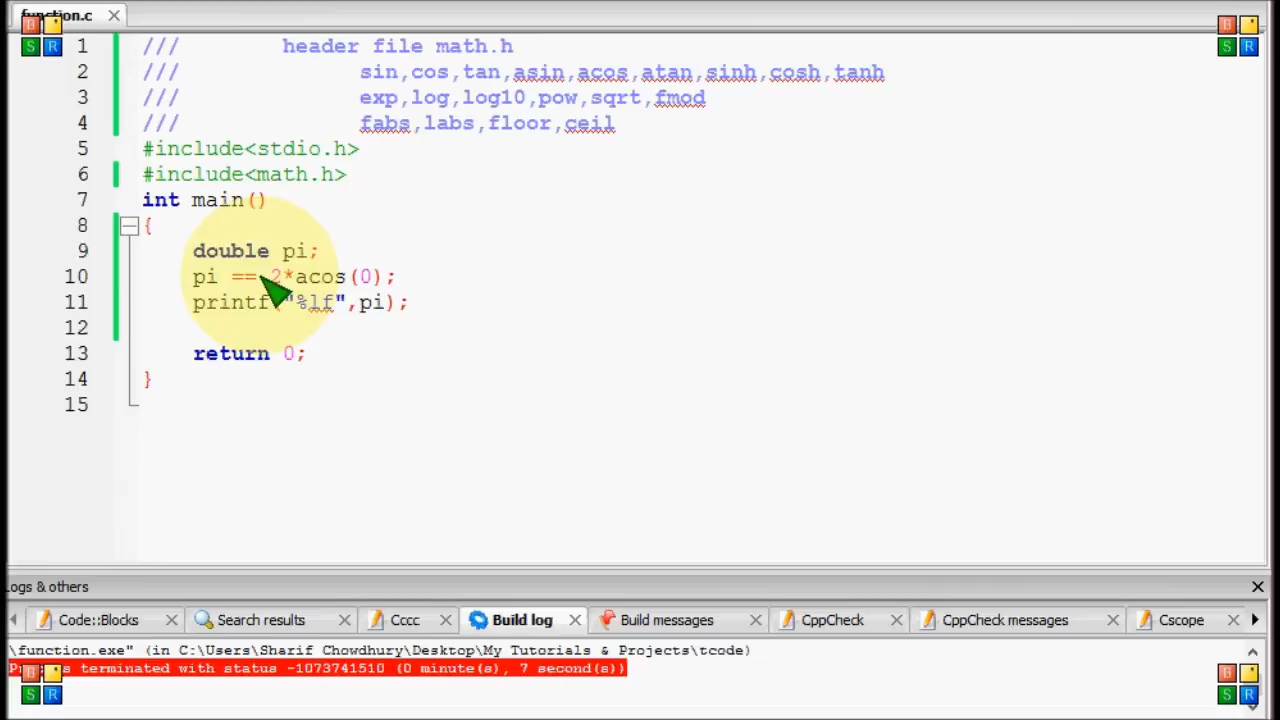 function.c
1 /// header file math.h
2 /// sin,cos,tan,asin,acos,atan,sinh,cosh,tanh
3 /// exp,log,log10,pow,sqrt,fmod
4 /// fabs,labs,floor,ceil
5 #include<stdio.h>
6 #include<math.h>
7 int main()
8 {
9 double pi;
10 pi == 2*acos(0);
11 printf("%lf",pi);
12
13 return 0;
14 }
15
Logs & others
Code::Blocks Search results Cccc Build log Build messages CppCheck CppCheck messages Cscope
\function.exe" (in C:\Users\Sharif Chowdhury\Desktop\My Tutorials & Projects\tcode)
terminated with status -1073741510 (0 minute(s), 7 second(s))
B
S R
B
S R
B
S R
B
S R